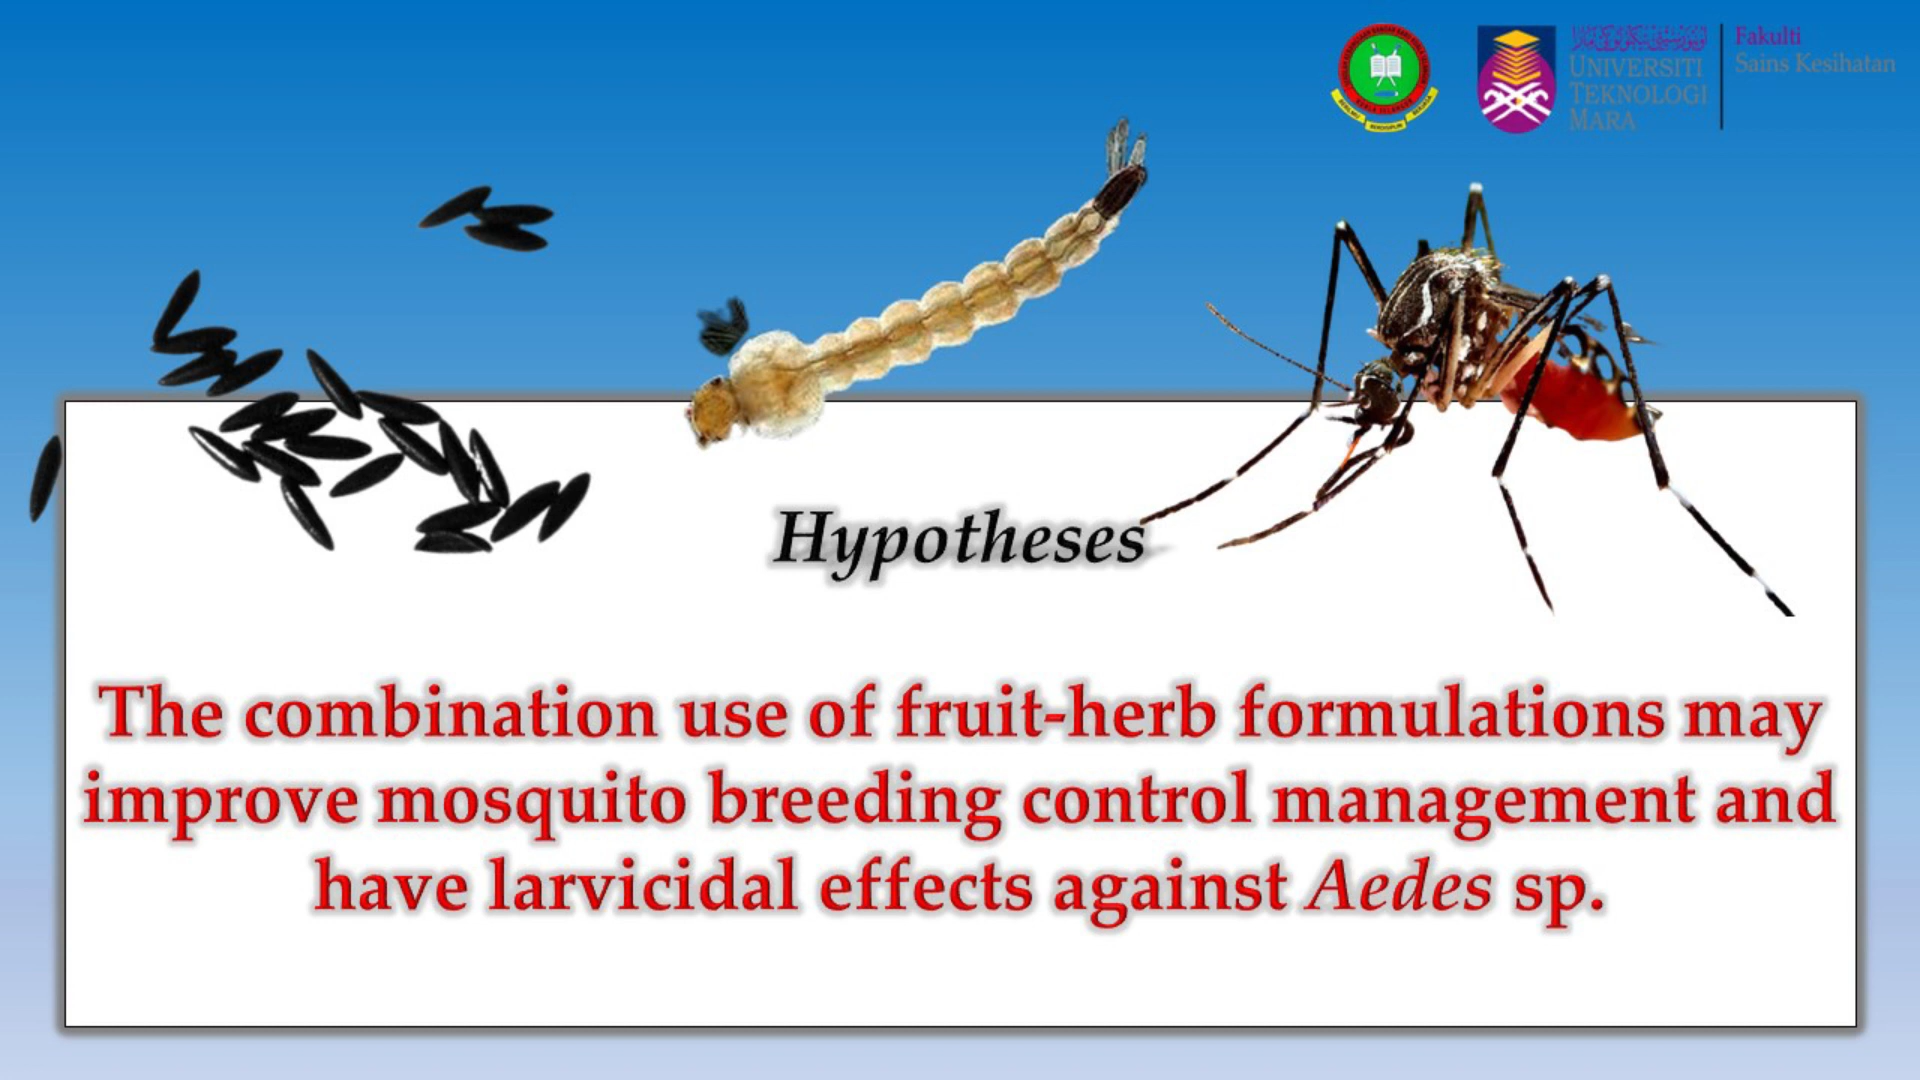 Fakulti
Sains Kesihatan
UNIVERSITI
TEKNOLOGI
MARA
Hypotheses
The combination use of fruit-herb formulations may
improve mosquito breeding control management and
have larvicidal effects against Aedes sp.